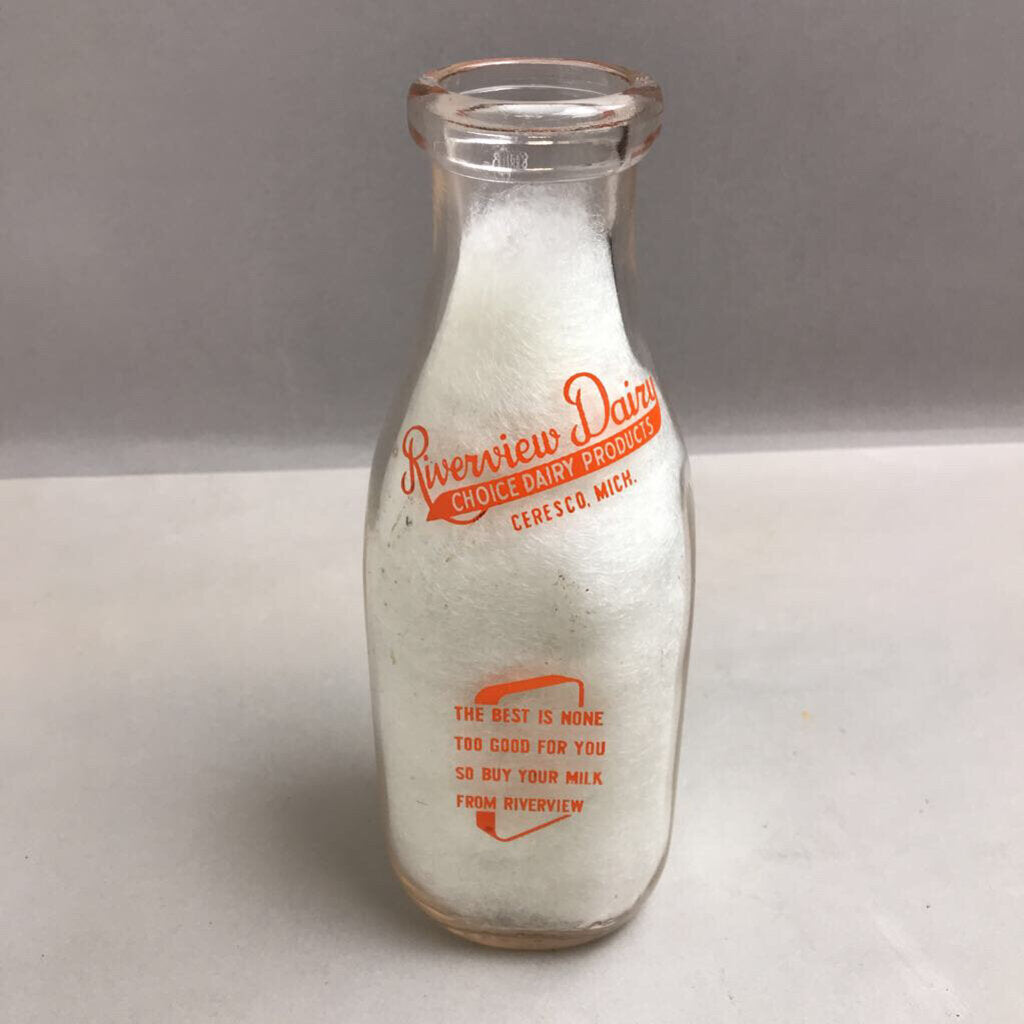 Riverview Dairy
CHOICE DAIRY PRODUCTS
CERESCO, MICH.
THE BEST IS NONE
TOO GOOD FOR YOU
SO BUY YOUR MILK
FROM RIVERVIEW